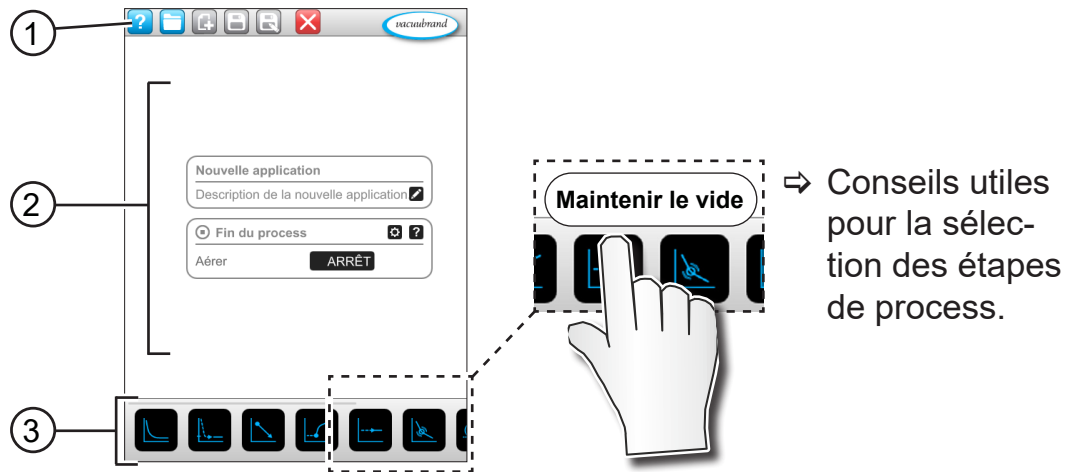 1
?
vacuubrand
2
Nouvelle application
Description de la nouvelle application
Fin du process
?
Aérer
ARRÊT
3
Maintenir le vide
⇨ Conseils utiles
pour la sélec-
tion des étapes
de process.